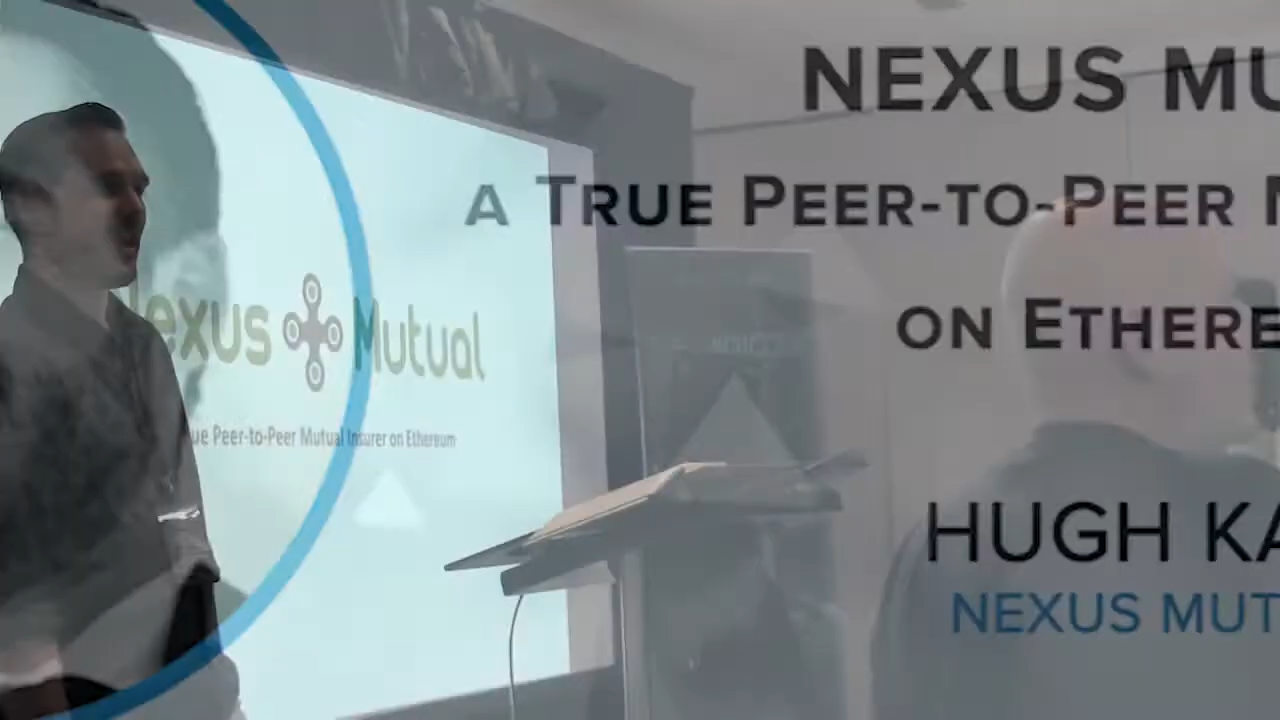 NEXUS MU
A TRUE PEER-TO-PEER
ON ETHERE
exus Mutual
ue Peer-to-Peer Mutual Insurer on Ethereum
HUGH KA
NEXUS MUT